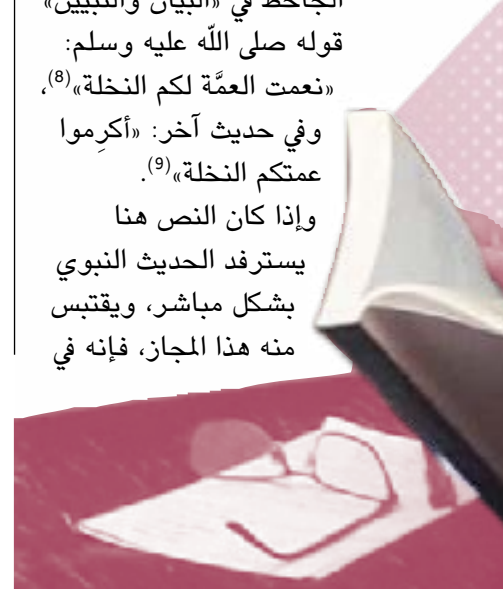 الجاحظ في «البيان والتبيين»
قوله صلى اللّه عليه وسلم:
«نعمت العمَّة لكم النخلة»(8)،
وفي حديث آخر: «أكرِموا
عمتكم النخلة»(9).
وإذا كان النص هنا
يسترفد الحديث النبوي
بشكل مباشر، ويقتبس
منه هذا المجاز، فإنه في